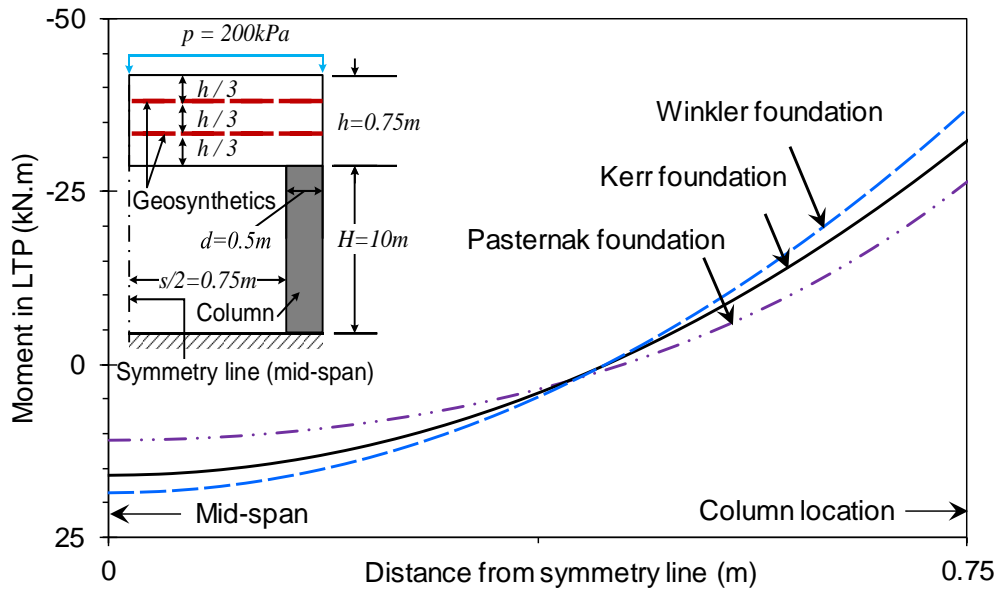 -50
p = 200kPa
h / 3
h / 3
h / 3
h=0.75m
Winkler foundation
Kerr foundation
Pasternak foundation
-25
Geosynthetics
d=0.5m
H=10m
s/2=0.75m
Column
Symmetry line (mid-span)
Moment in LTP (kN.m)
0
Mid-span
Column location
25
0
Distance from symmetry line (m)
0.75